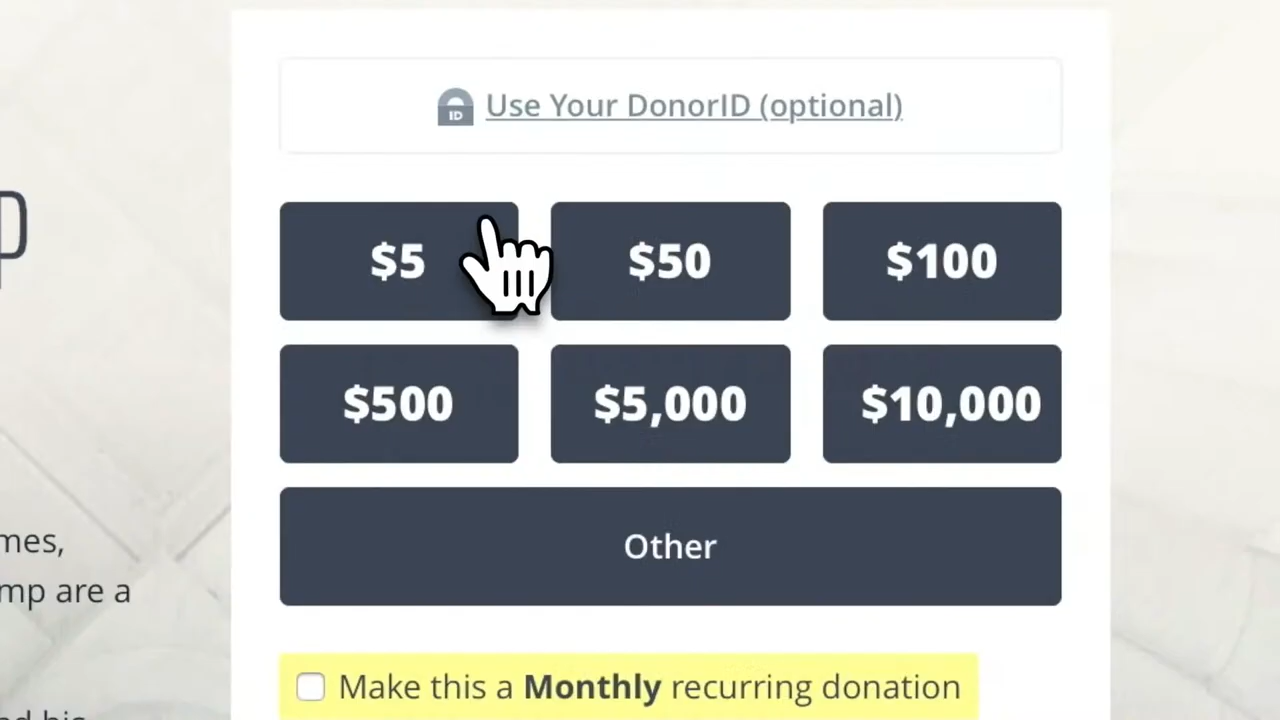 ID Use Your DonorID (optional)
$5 $50 $100
$500 $5,000 $10,000
Other
mes,
mp are a
Make this a Monthly recurring donation